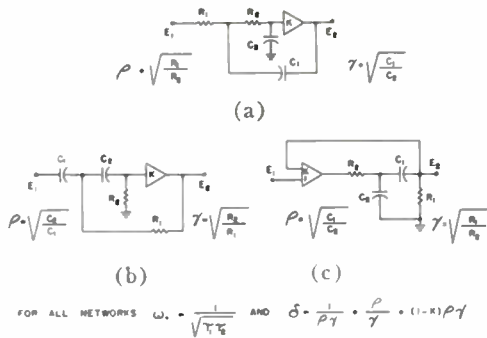 R₁ R₂ K
E₁ C₂ E₂
C₁
ρ = √(R₁/R₂) γ = √(C₁/C₂)
(a)
C₁ C₂ K
E₁ R₂ E₂
R₁
ρ = √(C₂/C₁) γ = √(R₂/R₁)
(b)
K R₂ C₁ E₂
E₁ C₂ R₁
ρ = √(C₁/C₂) γ = √(R₁/R₂)
(c)
FOR ALL NETWORKS ω₀ = 1/√(T₁T₂) AND δ = 1/ργ + ρ/γ + (1-K)ργ